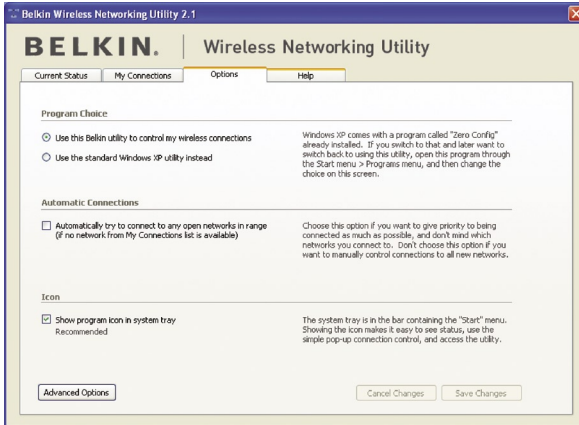 Belkin Wireless Networking Utility 2.1
BELKIN. | Wireless Networking Utility
Current Status
My Connections
Options
Help
Program Choice
Use this Belkin utility to control my wireless connections
Use the standard Windows XP utility instead
Windows XP comes with a program called "Zero Config"
already installed. If you switch to that and later want to
switch back to using this utility, open this program through
the Start menu > Programs menu, and then change the
choice on this screen.
Automatic Connections
Automatically try to connect to any open networks in range
(if no network from My Connections list is available)
Choose this option if you want to give priority to being
connected as much as possible, and don't mind which
networks you connect to. Don't choose this option if you
want to manually control connections to all new networks.
Icon
Show program icon in system tray
Recommended
The system tray is in the bar containing the "Start" menu.
Showing the icon makes it easy to see status, use the
simple pop-up connection control, and access the utility.
Advanced Options
Cancel Changes
Save Changes